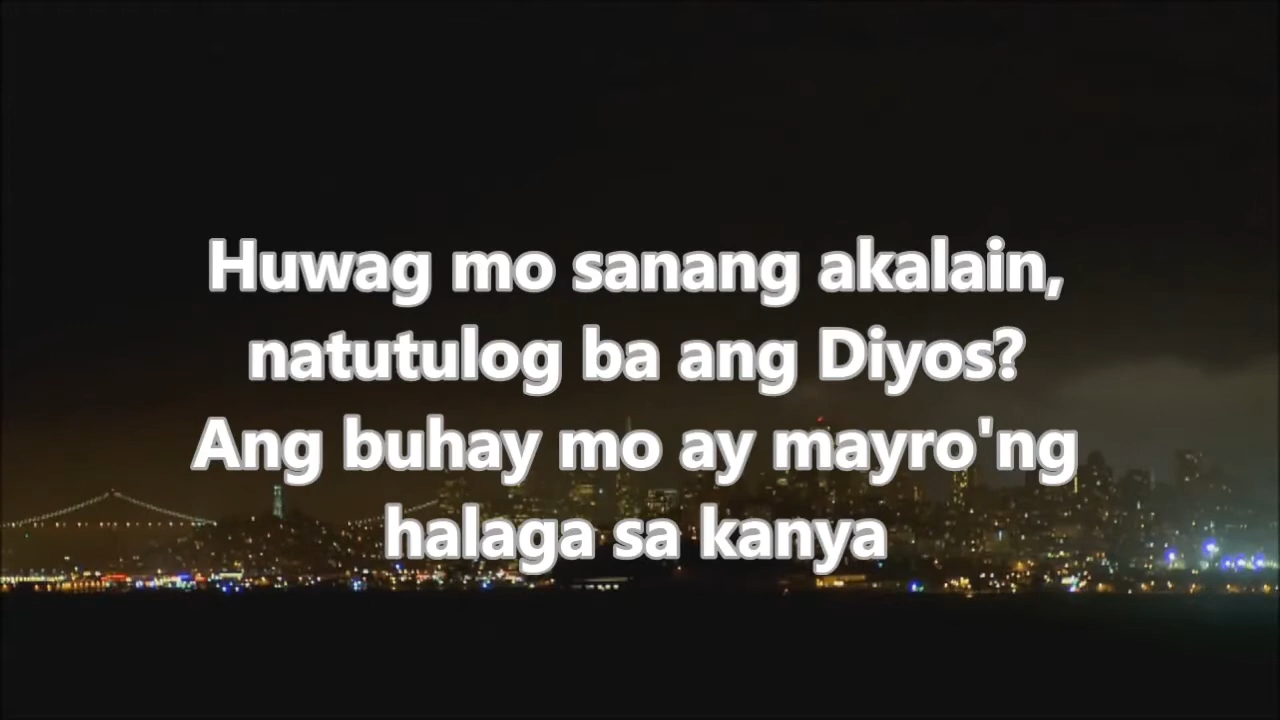 Huwag mo sanang akalain,
natutulog ba ang Diyos?
Ang buhay mo ay mayro'ng
halaga sa kanya